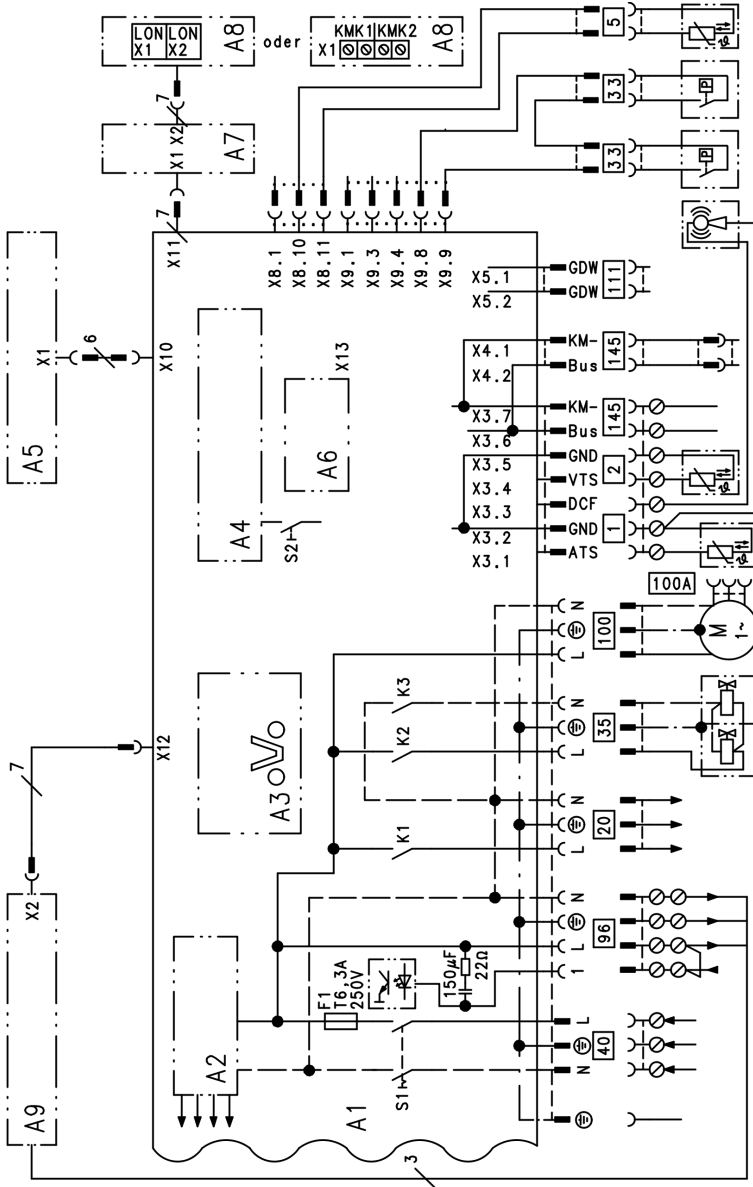 LON LON
X1 X2
A8
oder
KMK1 KMK2
X1
A8
5
ϑ
7
X1 X2
A7
7
33
P
33
P
X11
X8.1
X8.10
X8.11
X9.1
X9.3
X9.4
X9.8
X9.9
A5
X1
6
X10
A4
S2
A6
X13
X5.1
X5.2
GDW
GDW
111
X4.1
X4.2
KM-
Bus
145
X3.7
X3.6
X3.5
X3.4
X3.3
X3.2
X3.1
KM-
Bus
GND
VTS
DCF
GND
ATS
145
2
1
ϑ
ϑ
100A
N
L
100
M
1~
K3
K2
N
L
35
K1
N
L
20
7
X12
A3
A9
X2
A2
F1
T6,3A
250V
150µF
22Ω
N
L
1
96
S1
A1
L
N
40
3